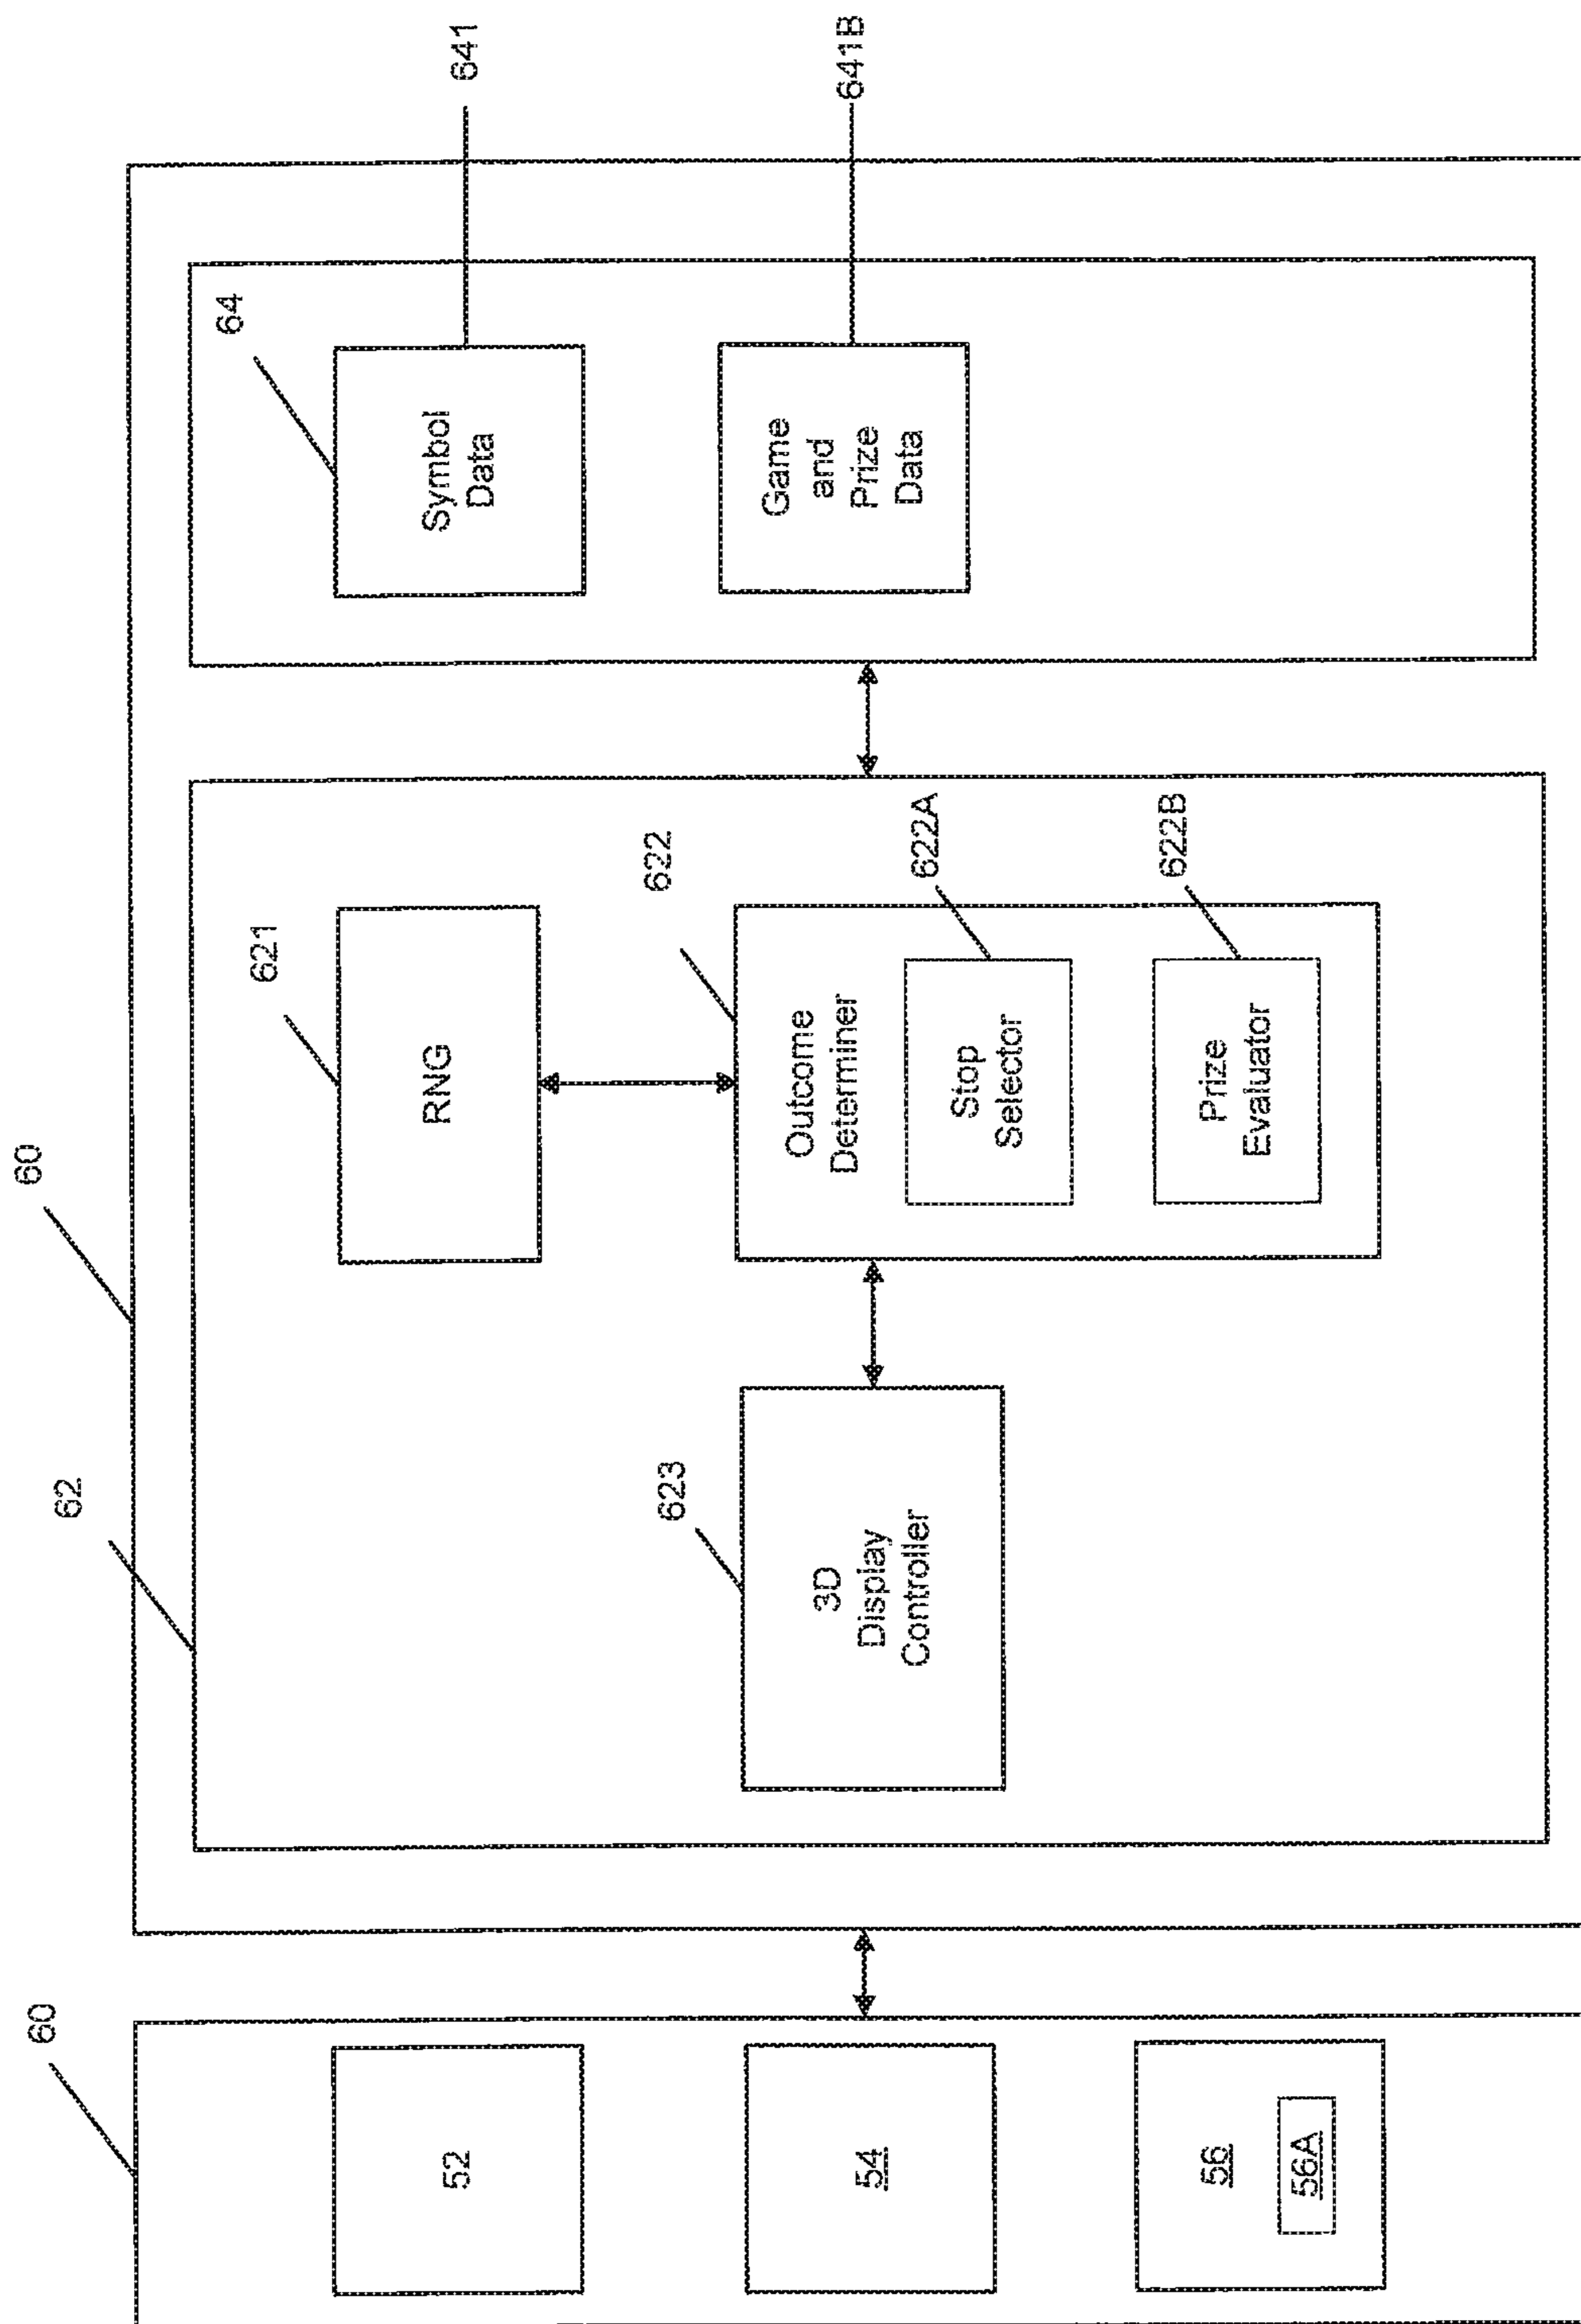 60
60
62
52
54
56
56A
621
RNG
622
Outcome
Determiner
622A
Stop
Selector
622B
Prize
Evaluator
623
3D
Display
Controller
64
Symbol
Data
641
Game
and
Prize
Data
641B